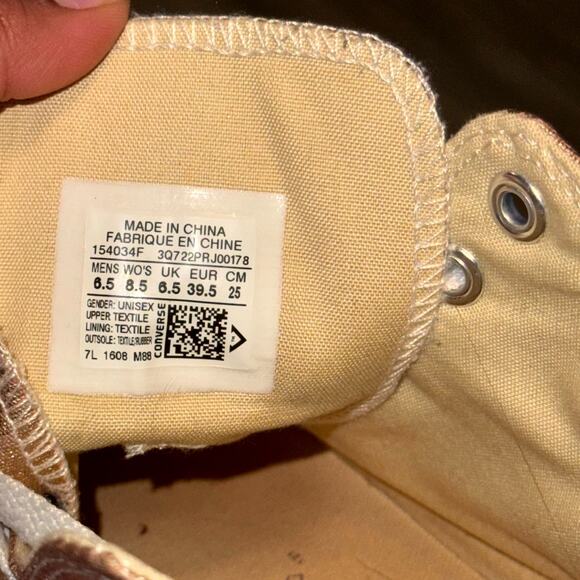 MADE IN CHINA
FABRIQUE EN CHINE
154034F 3Q722PRJ00178
MENS WO'S UK EUR CM
6.5 8.5 6.5 39.5 25
GENDER: UNISEX
UPPER: TEXTILE
LINING: TEXTILE
OUTSOLE: TEXTILE/RUBBER
7L 1608 M88
CONVERSE